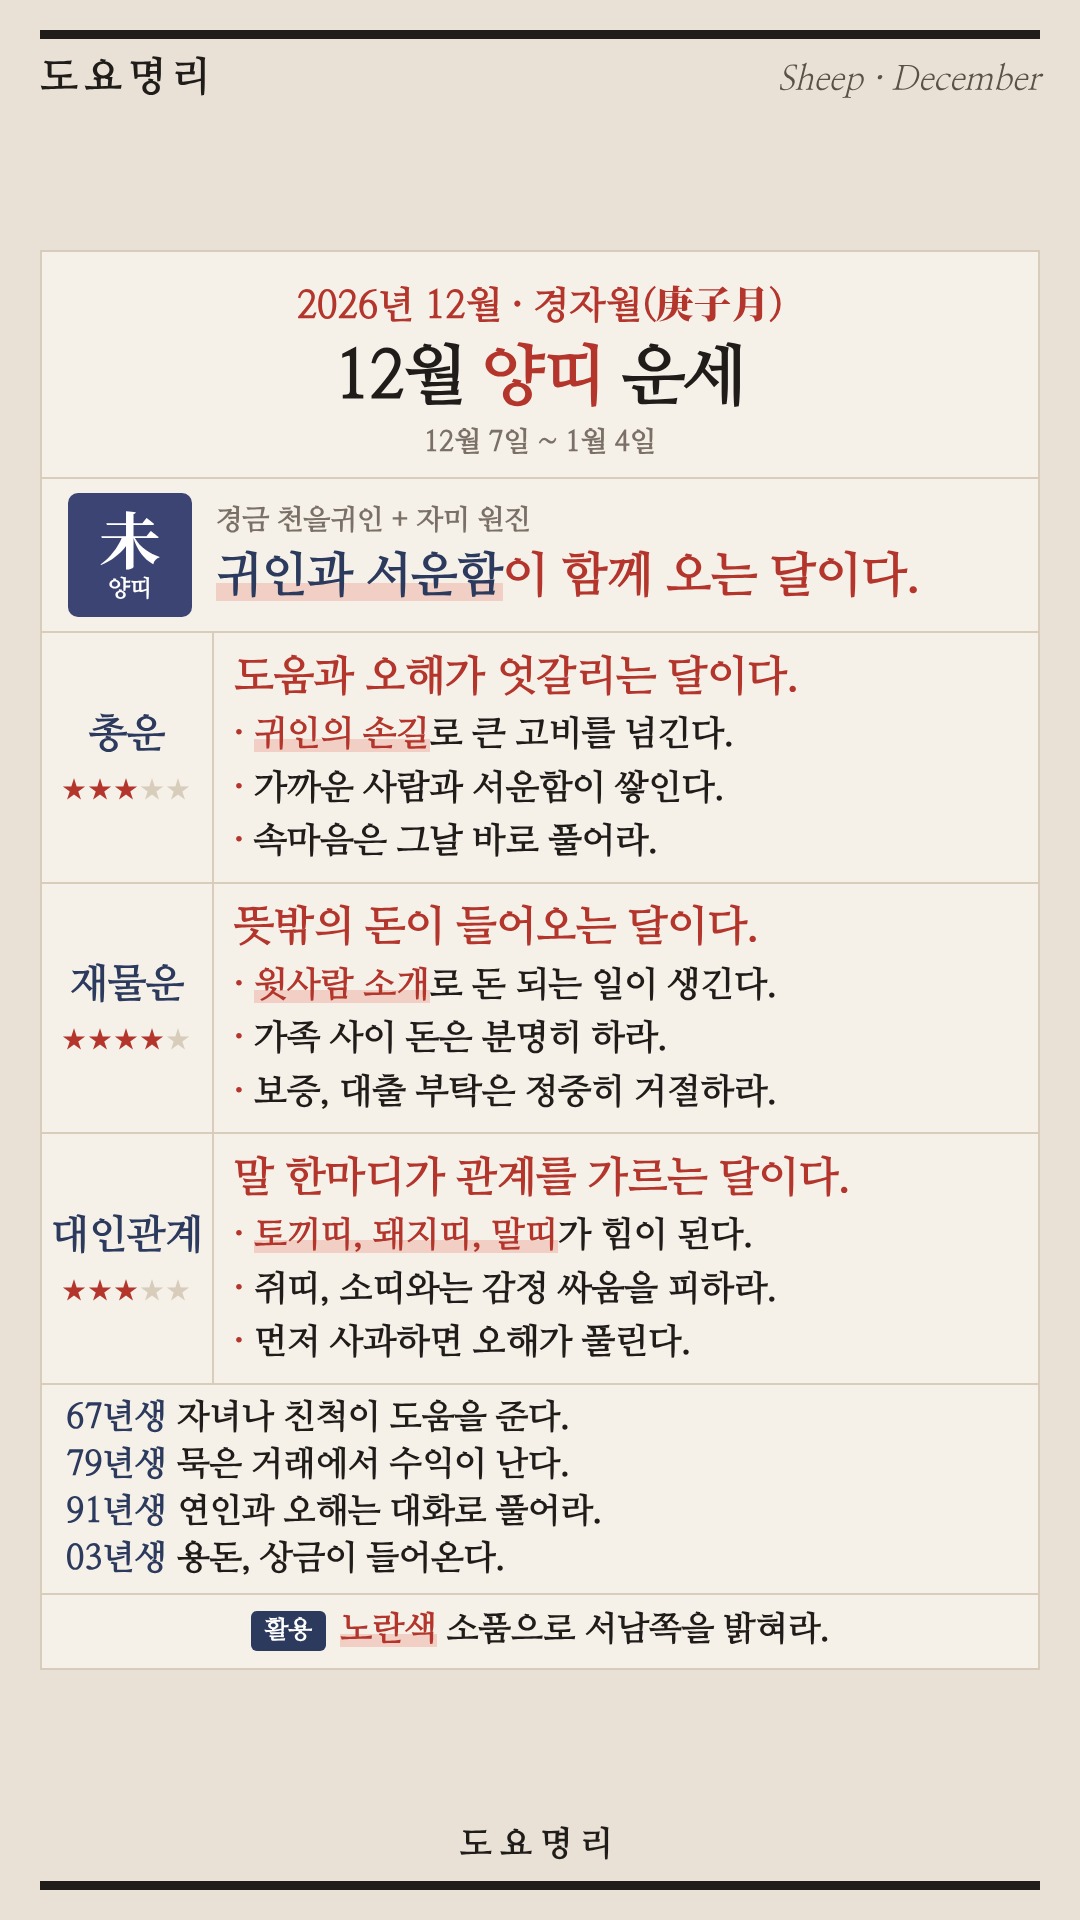 도요명리
Sheep · December
2026년 12월 · 경자월(庚子月)
12월 양띠 운세
12월 7일 ~ 1월 4일
未
양띠
경금 천을귀인 + 자미 원진
귀인과 서운함이 함께 오는 달이다.
총운
★★★★★
도움과 오해가 엇갈리는 달이다.
· 귀인의 손길로 큰 고비를 넘긴다.
· 가까운 사람과 서운함이 쌓인다.
· 속마음은 그날 바로 풀어라.
재물운
★★★★★
뜻밖의 돈이 들어오는 달이다.
· 윗사람 소개로 돈 되는 일이 생긴다.
· 가족 사이 돈은 분명히 하라.
· 보증, 대출 부탁은 정중히 거절하라.
대인관계
★★★★★
말 한마디가 관계를 가르는 달이다.
· 토끼띠, 돼지띠, 말띠가 힘이 된다.
· 쥐띠, 소띠와는 감정 싸움을 피하라.
· 먼저 사과하면 오해가 풀린다.
67년생 자녀나 친척이 도움을 준다.
79년생 묵은 거래에서 수익이 난다.
91년생 연인과 오해는 대화로 풀어라.
03년생 용돈, 상금이 들어온다.
활용 노란색 소품으로 서남쪽을 밝혀라.
도요명리